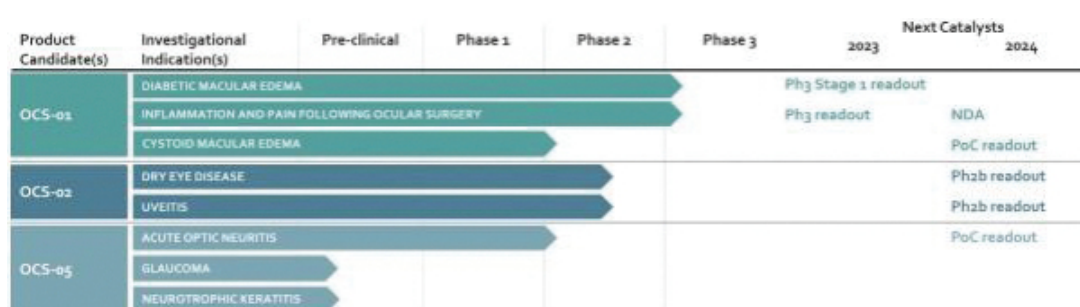 Next Catalysts
Product Candidate(s) Investigational Indication(s) Pre-clinical Phase 1 Phase 2 Phase 3 2023 2024
OCS-01
DIABETIC MACULAR EDEMA Ph3 Stage 1 readout
INFLAMMATION AND PAIN FOLLOWING OCULAR SURGERY Ph3 readout NDA
CYSTOID MACULAR EDEMA PoC readout
OCS-02
DRY EYE DISEASE Ph2b readout
UVEITIS Ph2b readout
OCS-05
ACUTE OPTIC NEURITIS PoC readout
GLAUCOMA
NEUROTROPHIC KERATITIS